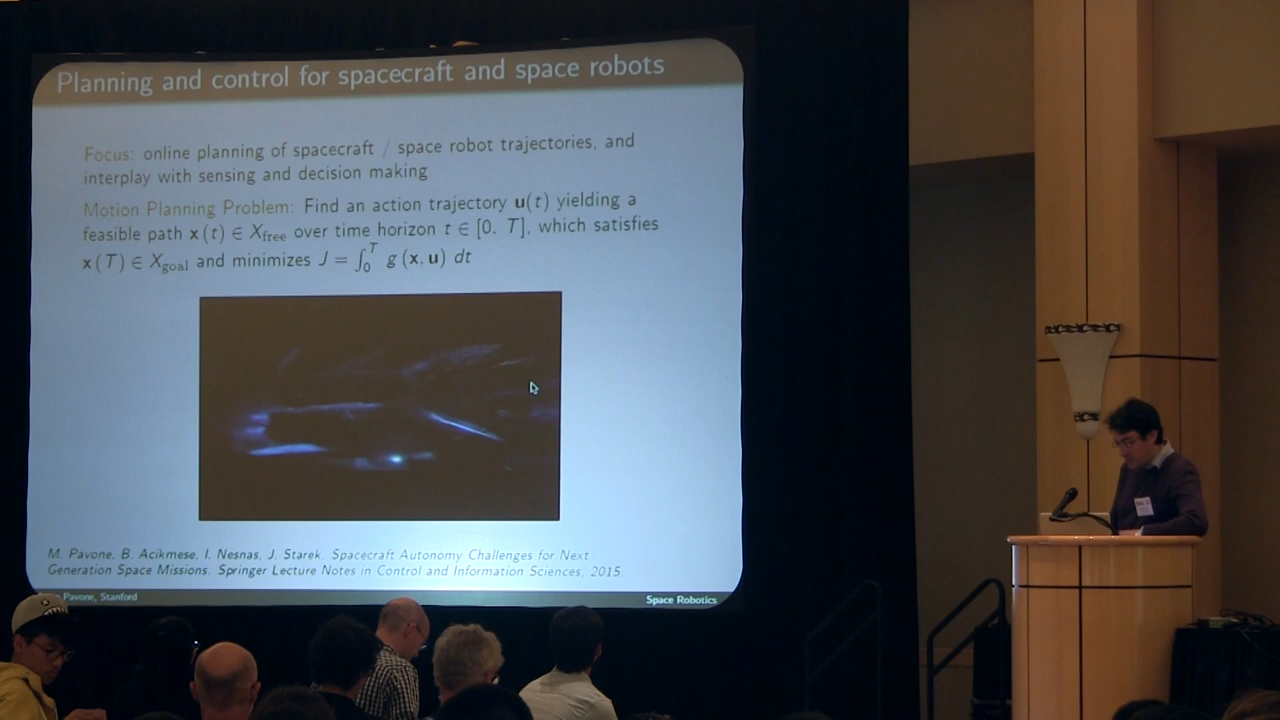 Planning and control for spacecraft and space robots
Focus: online planning of spacecraft / space robot trajectories, and
interplay with sensing and decision making
Motion Planning Problem: Find an action trajectory u(t) yielding a
feasible path x(t) ∈ X_free over time horizon t ∈ [0, T], which satisfies
x(T) ∈ X_goal and minimizes J = ∫_0^T g (x, u) dt
M. Pavone, B. Acikmese, I. Nesnas, J. Starek. Spacecraft Autonomy Challenges for Next
Generation Space Missions. Springer Lecture Notes in Control and Information Sciences, 2015.
Pavone, Stanford
Space Robotics